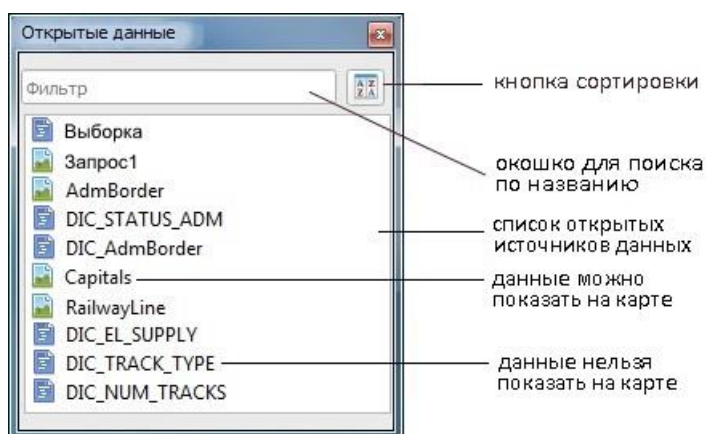 Открытые данные
Фильтр
A Z
Z A
кнопка сортировки
окошко для поиска
по названию
Выборка
Запрос1
AdmBorder
DIC_STATUS_ADM
DIC_AdmBorder
Capitals
RailwayLine
DIC_EL_SUPPLY
DIC_TRACK_TYPE
DIC_NUM_TRACKS
список открытых
источников данных
данные можно
показать на карте
данные нельзя
показать на карте